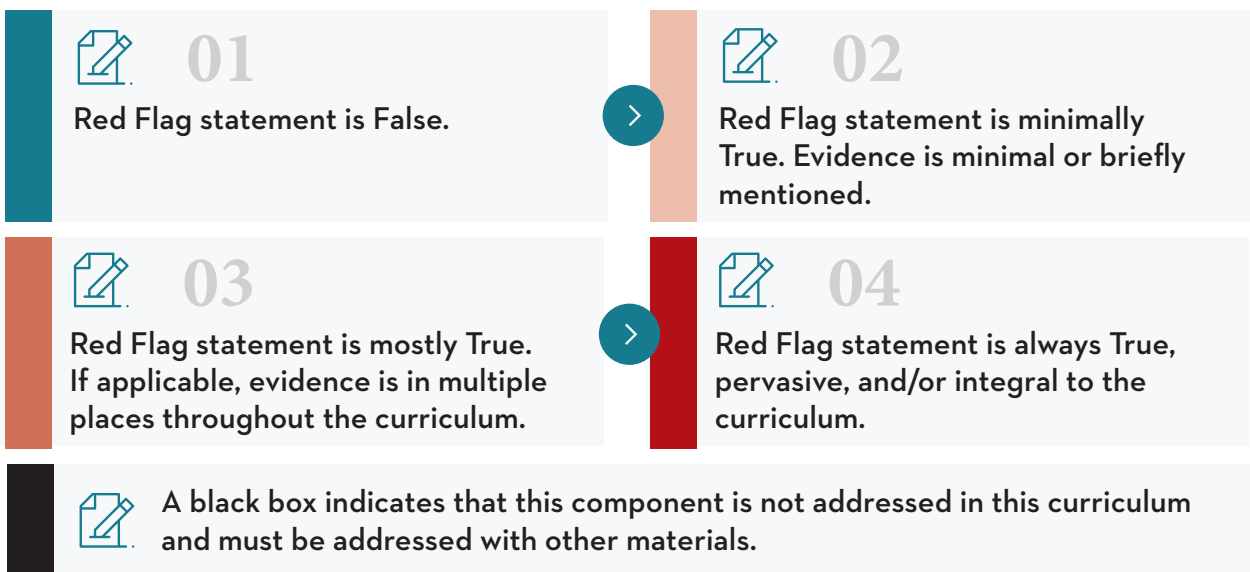 01
Red Flag statement is False.
02
Red Flag statement is minimally
True. Evidence is minimal or briefly
mentioned.
03
Red Flag statement is mostly True.
If applicable, evidence is in multiple
places throughout the curriculum.
04
Red Flag statement is always True,
pervasive, and/or integral to the
curriculum.
A black box indicates that this component is not addressed in this curriculum
and must be addressed with other materials.